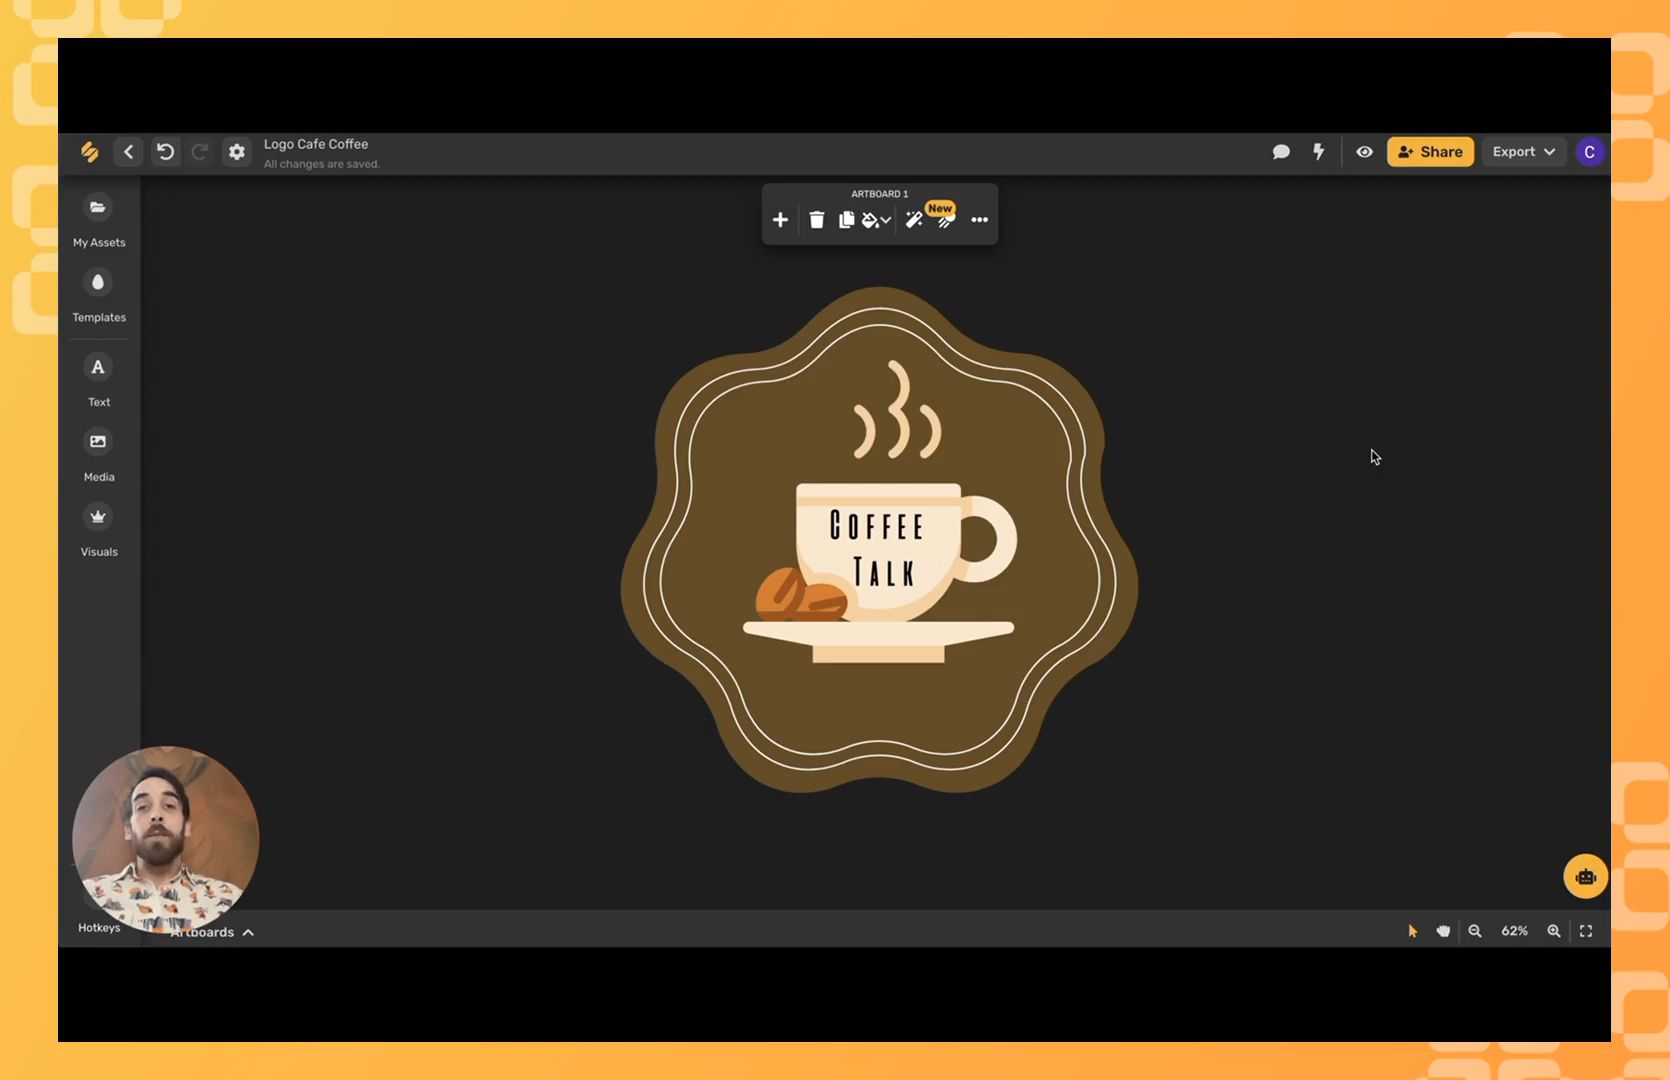 Logo Cafe Coffee
All changes are saved.
Share
Export
C
ARTBOARD 1
New
My Assets
Templates
A
Text
Media
Visuals
COFFEE
TALK
Hotkeys
Artboards
62%